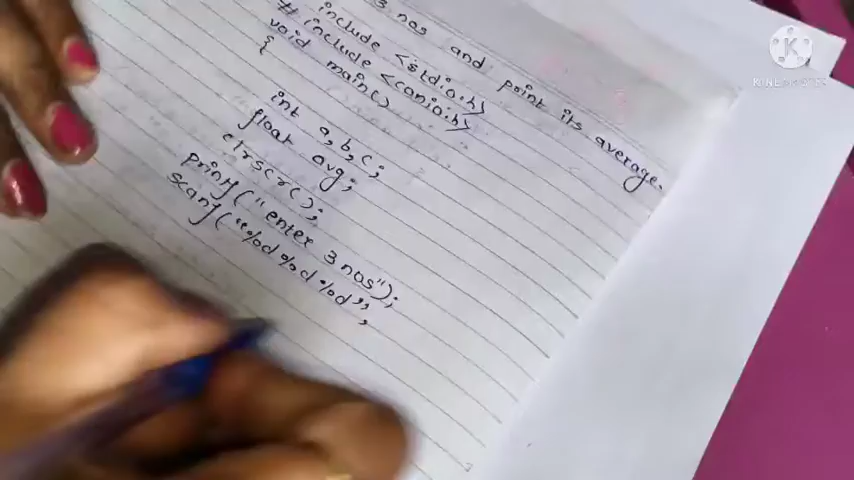 3 nos and point its average.
# include <stdio.h>
# include <conio.h>
void main()
{
int a,b,c;
float avg;
clrscr();
printf("enter 3 nos");
scanf("%d %d %d",
KINEMASTER